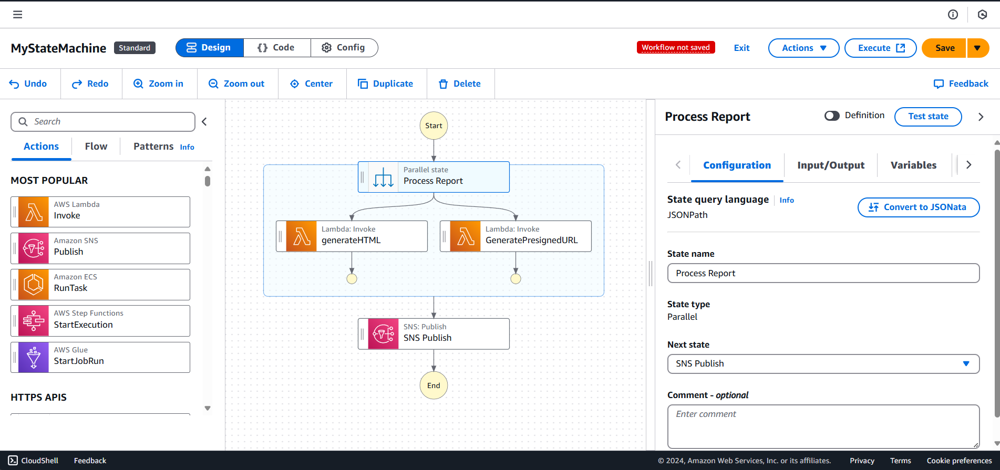 MyStateMachine
Standard
Design
Code
Config
Workflow not saved
Exit
Actions
Execute
Save
Undo
Redo
Zoom in
Zoom out
Center
Duplicate
Delete
Feedback
Search
Actions
Flow
Patterns Info
MOST POPULAR
AWS Lambda
Invoke
Amazon SNS
Publish
Amazon ECS
RunTask
AWS Step Functions
StartExecution
AWS Glue
StartJobRun
HTTPS APIS
Start
Parallel state
Process Report
Lambda: Invoke
generateHTML
Lambda: Invoke
GeneratePresignedURL
SNS: Publish
SNS Publish
End
Process Report
Definition
Test state
Configuration
Input/Output
Variables
State query language Info
JSONPath
Convert to JSONata
State name
Process Report
State type
Parallel
Next state
SNS Publish
Comment - optional
Enter comment
CloudShell
Feedback
© 2024, Amazon Web Services, Inc. or its affiliates.
Privacy
Terms
Cookie preferences